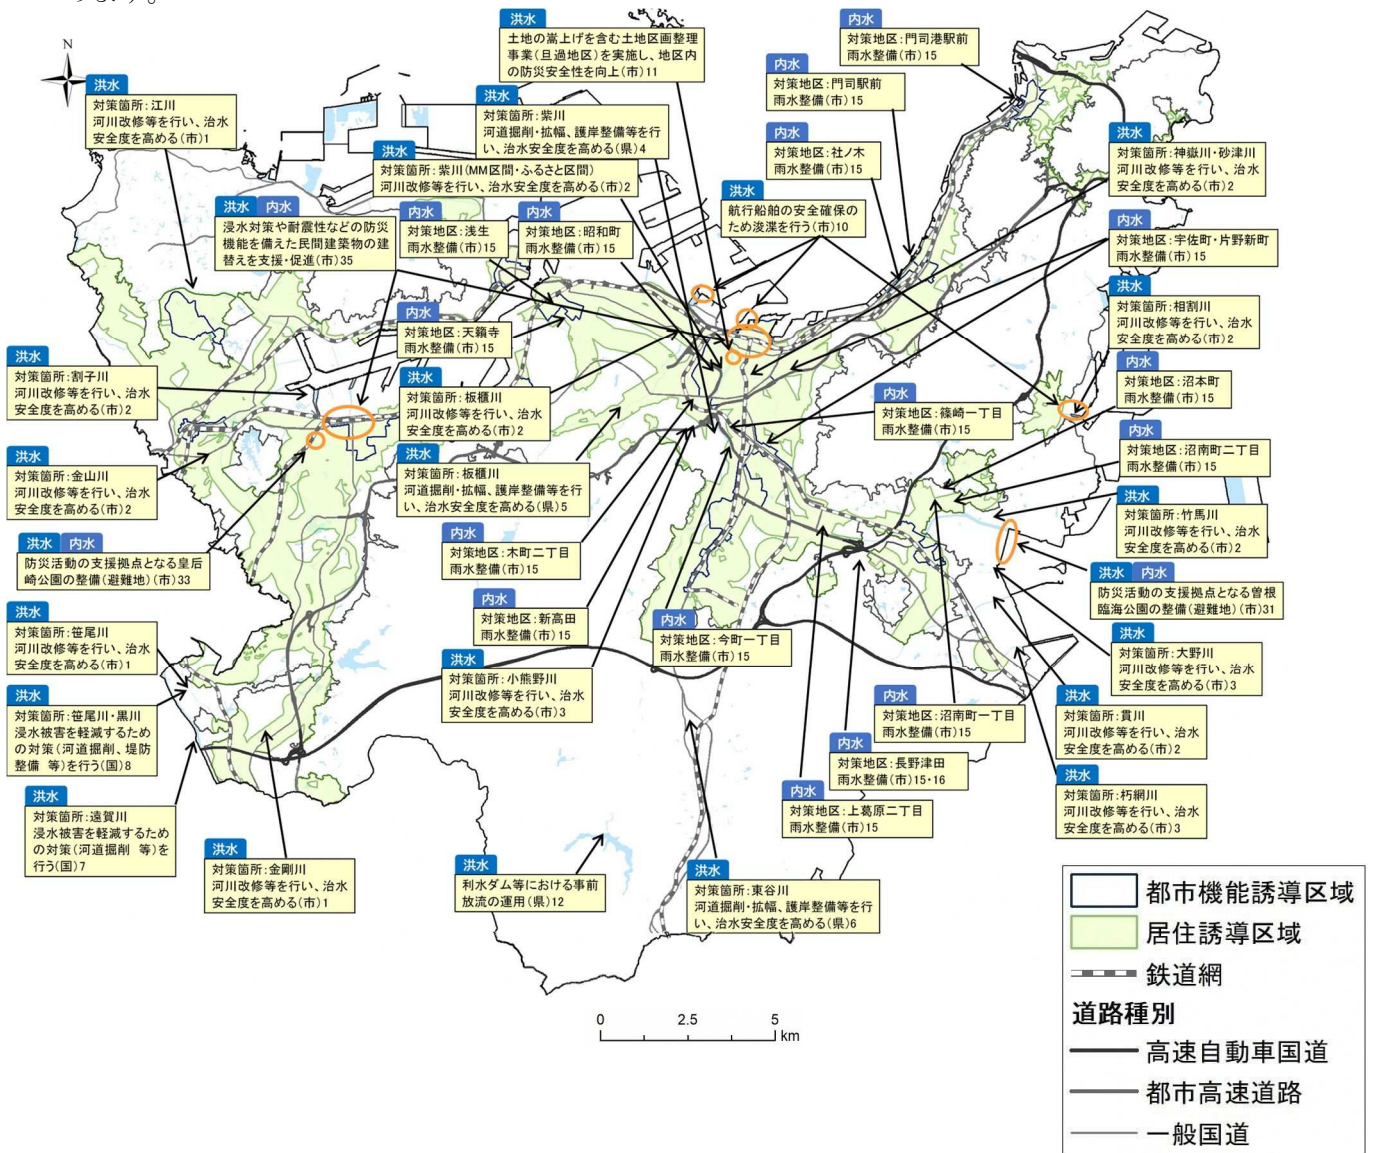 ります。
N
洪水
対策箇所：江川
河川改修等を行い、治水
安全度を高める（市）1
洪水
土地の嵩上げを含む土地区画整理
事業（旦過地区）を実施し、地区内
の防災安全性を向上（市）11
洪水
対策箇所：紫川
河道掘削・拡幅、護岸整備等を行
い、治水安全度を高める（県）4
洪水
対策箇所：紫川（MM区間・ふるさと区間）
河川改修等を行い、治水安全度を高める（市）2
内水
対策地区：門司港駅前
雨水整備（市）15
内水
対策地区：門司駅前
雨水整備（市）15
内水
対策地区：社ノ木
雨水整備（市）15
洪水
対策箇所：神嶽川・砂津川
河川改修等を行い、治水
安全度を高める（市）2
洪水 内水
浸水対策や耐震性などの防災
機能を備えた民間建築物の建
替えを支援・促進（市）35
内水
対策地区：浅生
雨水整備（市）15
内水
対策地区：昭和町
雨水整備（市）15
洪水
航行船舶の安全確保の
ため浚渫を行う（市）10
内水
対策地区：宇佐町・片野新町
雨水整備（市）15
洪水
対策箇所：相割川
河川改修等を行い、治水
安全度を高める（市）2
内水
対策地区：天籟寺
雨水整備（市）15
洪水
対策箇所：割子川
河川改修等を行い、治水
安全度を高める（市）2
洪水
対策箇所：板櫃川
河川改修等を行い、治水
安全度を高める（市）2
内水
対策地区：沼本町
雨水整備（市）15
内水
対策地区：篠崎一丁目
雨水整備（市）15
内水
対策地区：沼南町二丁目
雨水整備（市）15
洪水
対策箇所：金山川
河川改修等を行い、治水
安全度を高める（市）2
洪水
対策箇所：板櫃川
河道掘削・拡幅、護岸整備等を行
い、治水安全度を高める（県）5
洪水
対策箇所：竹馬川
河川改修等を行い、治水
安全度を高める（市）2
洪水 内水
防災活動の支援拠点となる皇后
崎公園の整備（避難地）（市）33
内水
対策地区：木町二丁目
雨水整備（市）15
洪水 内水
防災活動の支援拠点となる曽根
臨海公園の整備（避難地）（市）31
内水
対策地区：新高田
雨水整備（市）15
洪水
対策箇所：笹尾川
河川改修等を行い、治水
安全度を高める（市）1
内水
対策地区：今町一丁目
雨水整備（市）15
洪水
対策箇所：大野川
河川改修等を行い、治水
安全度を高める（市）3
洪水
対策箇所：小熊野川
河川改修等を行い、治水
安全度を高める（市）3
洪水
対策箇所：笹尾川・黒川
浸水被害を軽減するため
の対策（河道掘削、堤防
整備 等）を行う（国）8
内水
対策地区：沼南町一丁目
雨水整備（市）15
洪水
対策箇所：貫川
河川改修等を行い、治水
安全度を高める（市）2
内水
対策地区：長野津田
雨水整備（市）15・16
洪水
対策箇所：朽網川
河川改修等を行い、治水
安全度を高める（市）3
内水
対策地区：上葛原二丁目
雨水整備（市）15
洪水
対策箇所：遠賀川
浸水被害を軽減するため
の対策（河道掘削 等）を
行う（国）7
洪水
対策箇所：金剛川
河川改修等を行い、治水
安全度を高める（市）1
洪水
利水ダム等における事前
放流の運用（県）12
洪水
対策箇所：東谷川
河道掘削・拡幅、護岸整備等を行
い、治水安全度を高める（県）6
0 2.5 5
km
都市機能誘導区域
居住誘導区域
鉄道網
道路種別
高速自動車国道
都市高速道路
一般国道